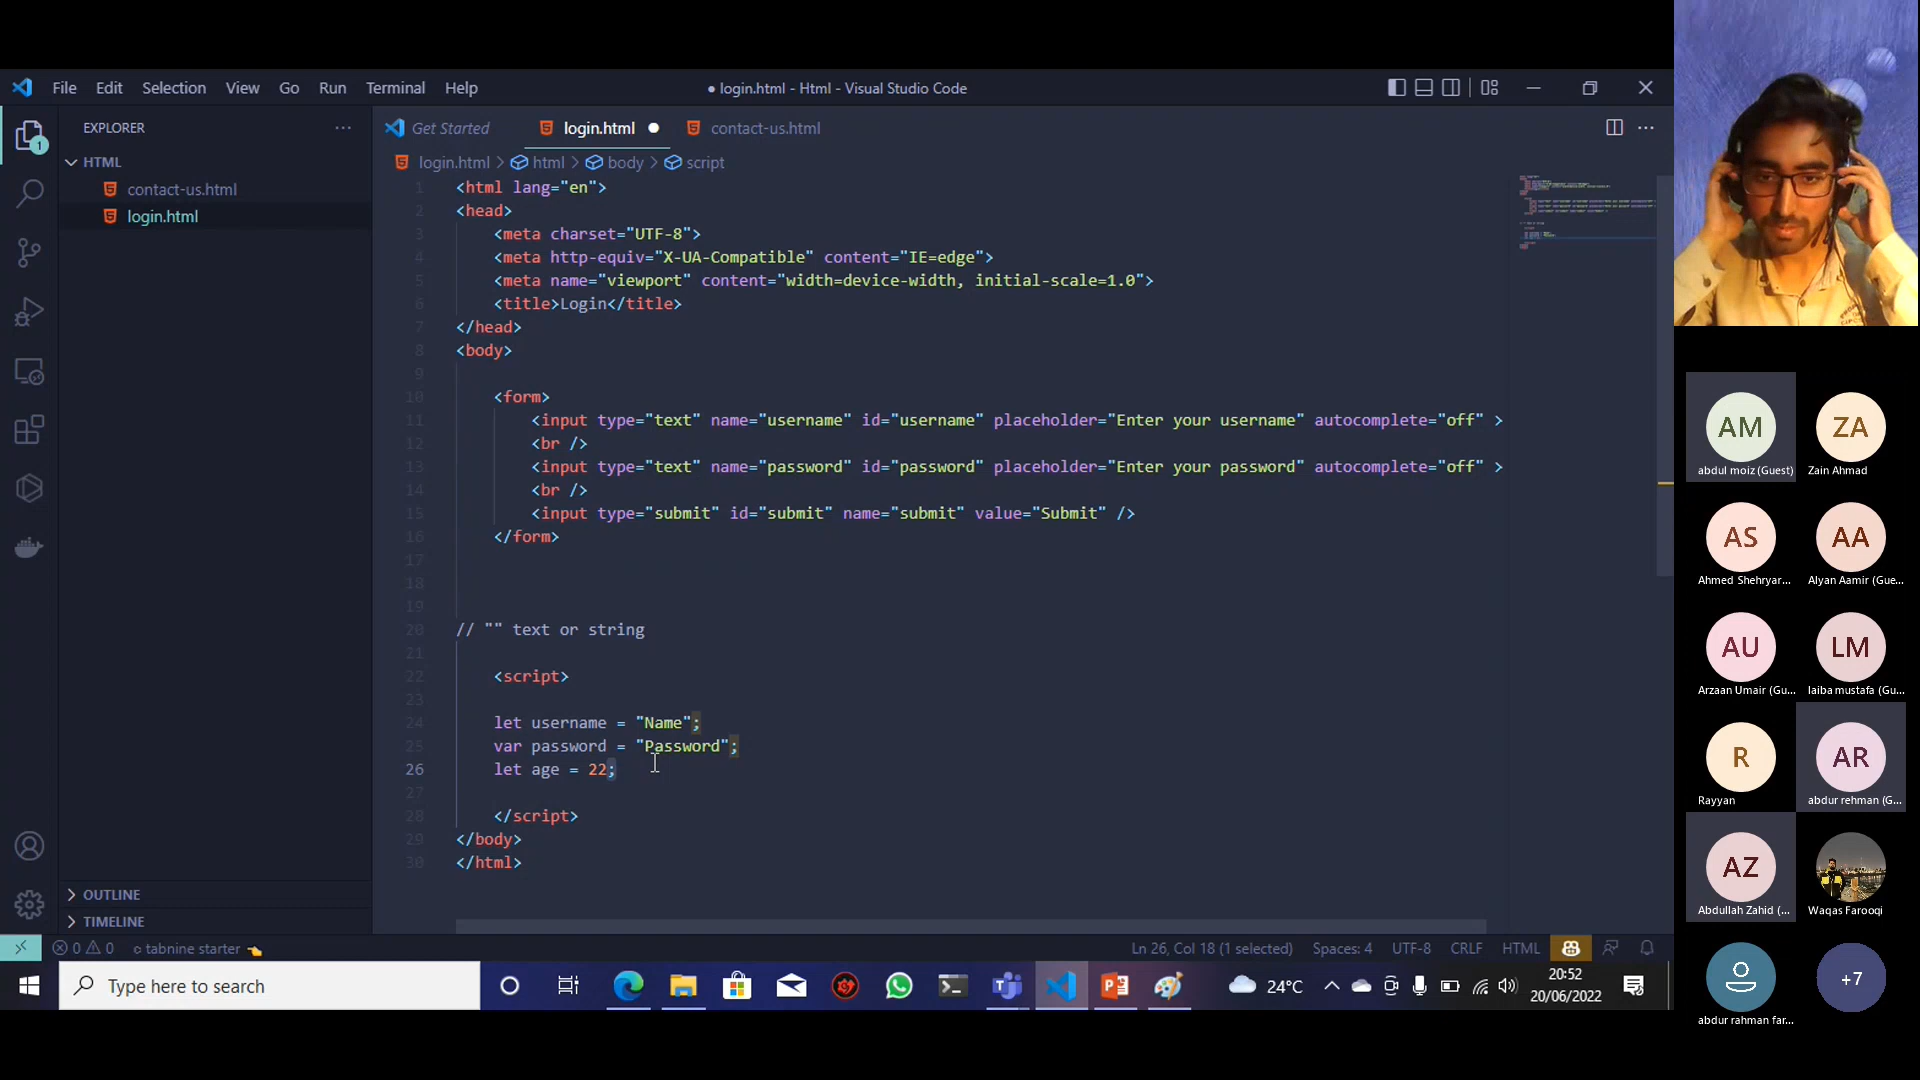 File Edit Selection View Go Run Terminal Help
● login.html - Html - Visual Studio Code
EXPLORER
HTML
contact-us.html
login.html
1
OUTLINE
TIMELINE
Get Started
login.html
contact-us.html
login.html > html > body > script
1 <html lang="en">
2 <head>
3 <meta charset="UTF-8">
4 <meta http-equiv="X-UA-Compatible" content="IE=edge">
5 <meta name="viewport" content="width=device-width, initial-scale=1.0">
6 <title>Login</title>
7 </head>
8 <body>
9
10 <form>
11 <input type="text" name="username" id="username" placeholder="Enter your username" autocomplete="off" >
12 <br />
13 <input type="text" name="password" id="password" placeholder="Enter your password" autocomplete="off" >
14 <br />
15 <input type="submit" id="submit" name="submit" value="Submit" />
16 </form>
17
18
19
20 // "" text or string
21
22 <script>
23
24 let username = "Name";
25 var password = "Password";
26 let age = 22;
27
28 </script>
29 </body>
30 </html>
0 0 tabnine starter
Ln 26, Col 18 (1 selected) Spaces: 4 UTF-8 CRLF HTML
Type here to search
24°C
20:52
20/06/2022
AM
abdul moiz (Guest)
ZA
Zain Ahmad
AS
Ahmed Shehryar...
AA
Alyan Aamir (Gue...
AU
Arzaan Umair (Gu...
LM
laiba mustafa (Gu...
R
Rayyan
AR
abdur rehman (G...
AZ
Abdullah Zahid (...
Waqas Farooqi
abdur rahman far...
+7